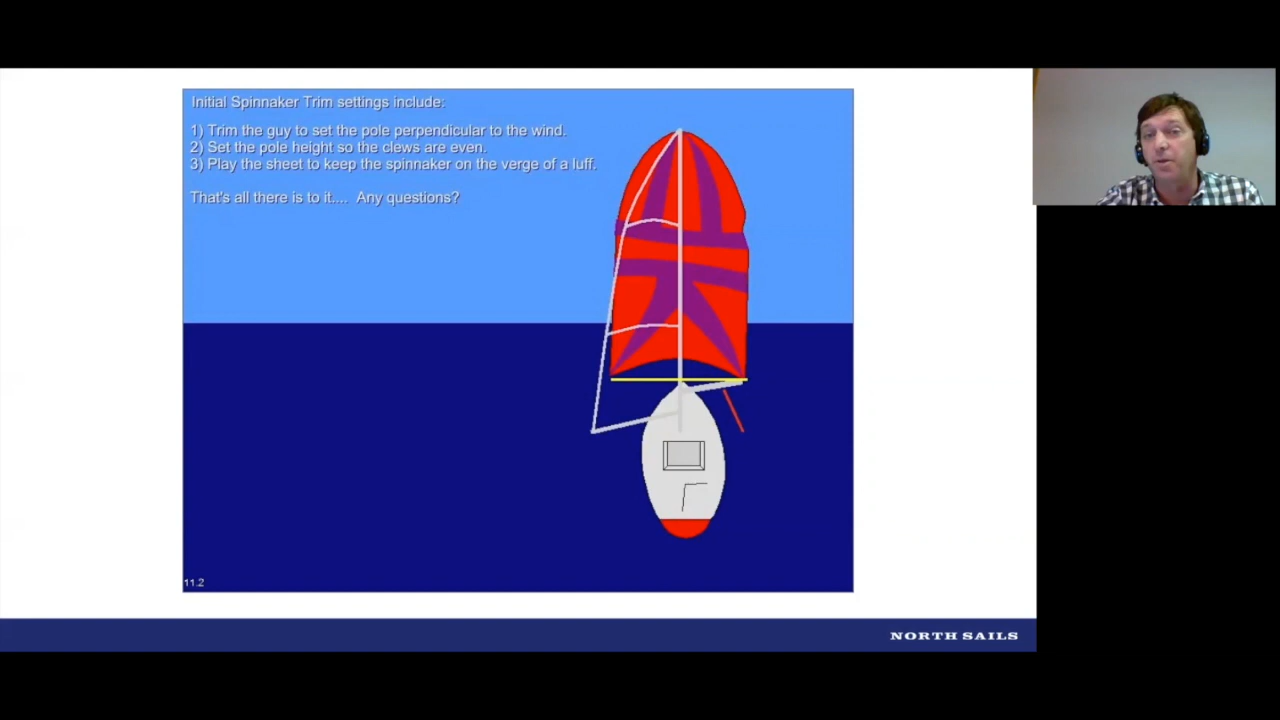 Initial Spinnaker Trim settings include:
1) Trim the guy to set the pole perpendicular to the wind.
2) Set the pole height so the clews are even.
3) Play the sheet to keep the spinnaker on the verge of a luff.
That's all there is to it.... Any questions?
11.2
NORTH SAILS